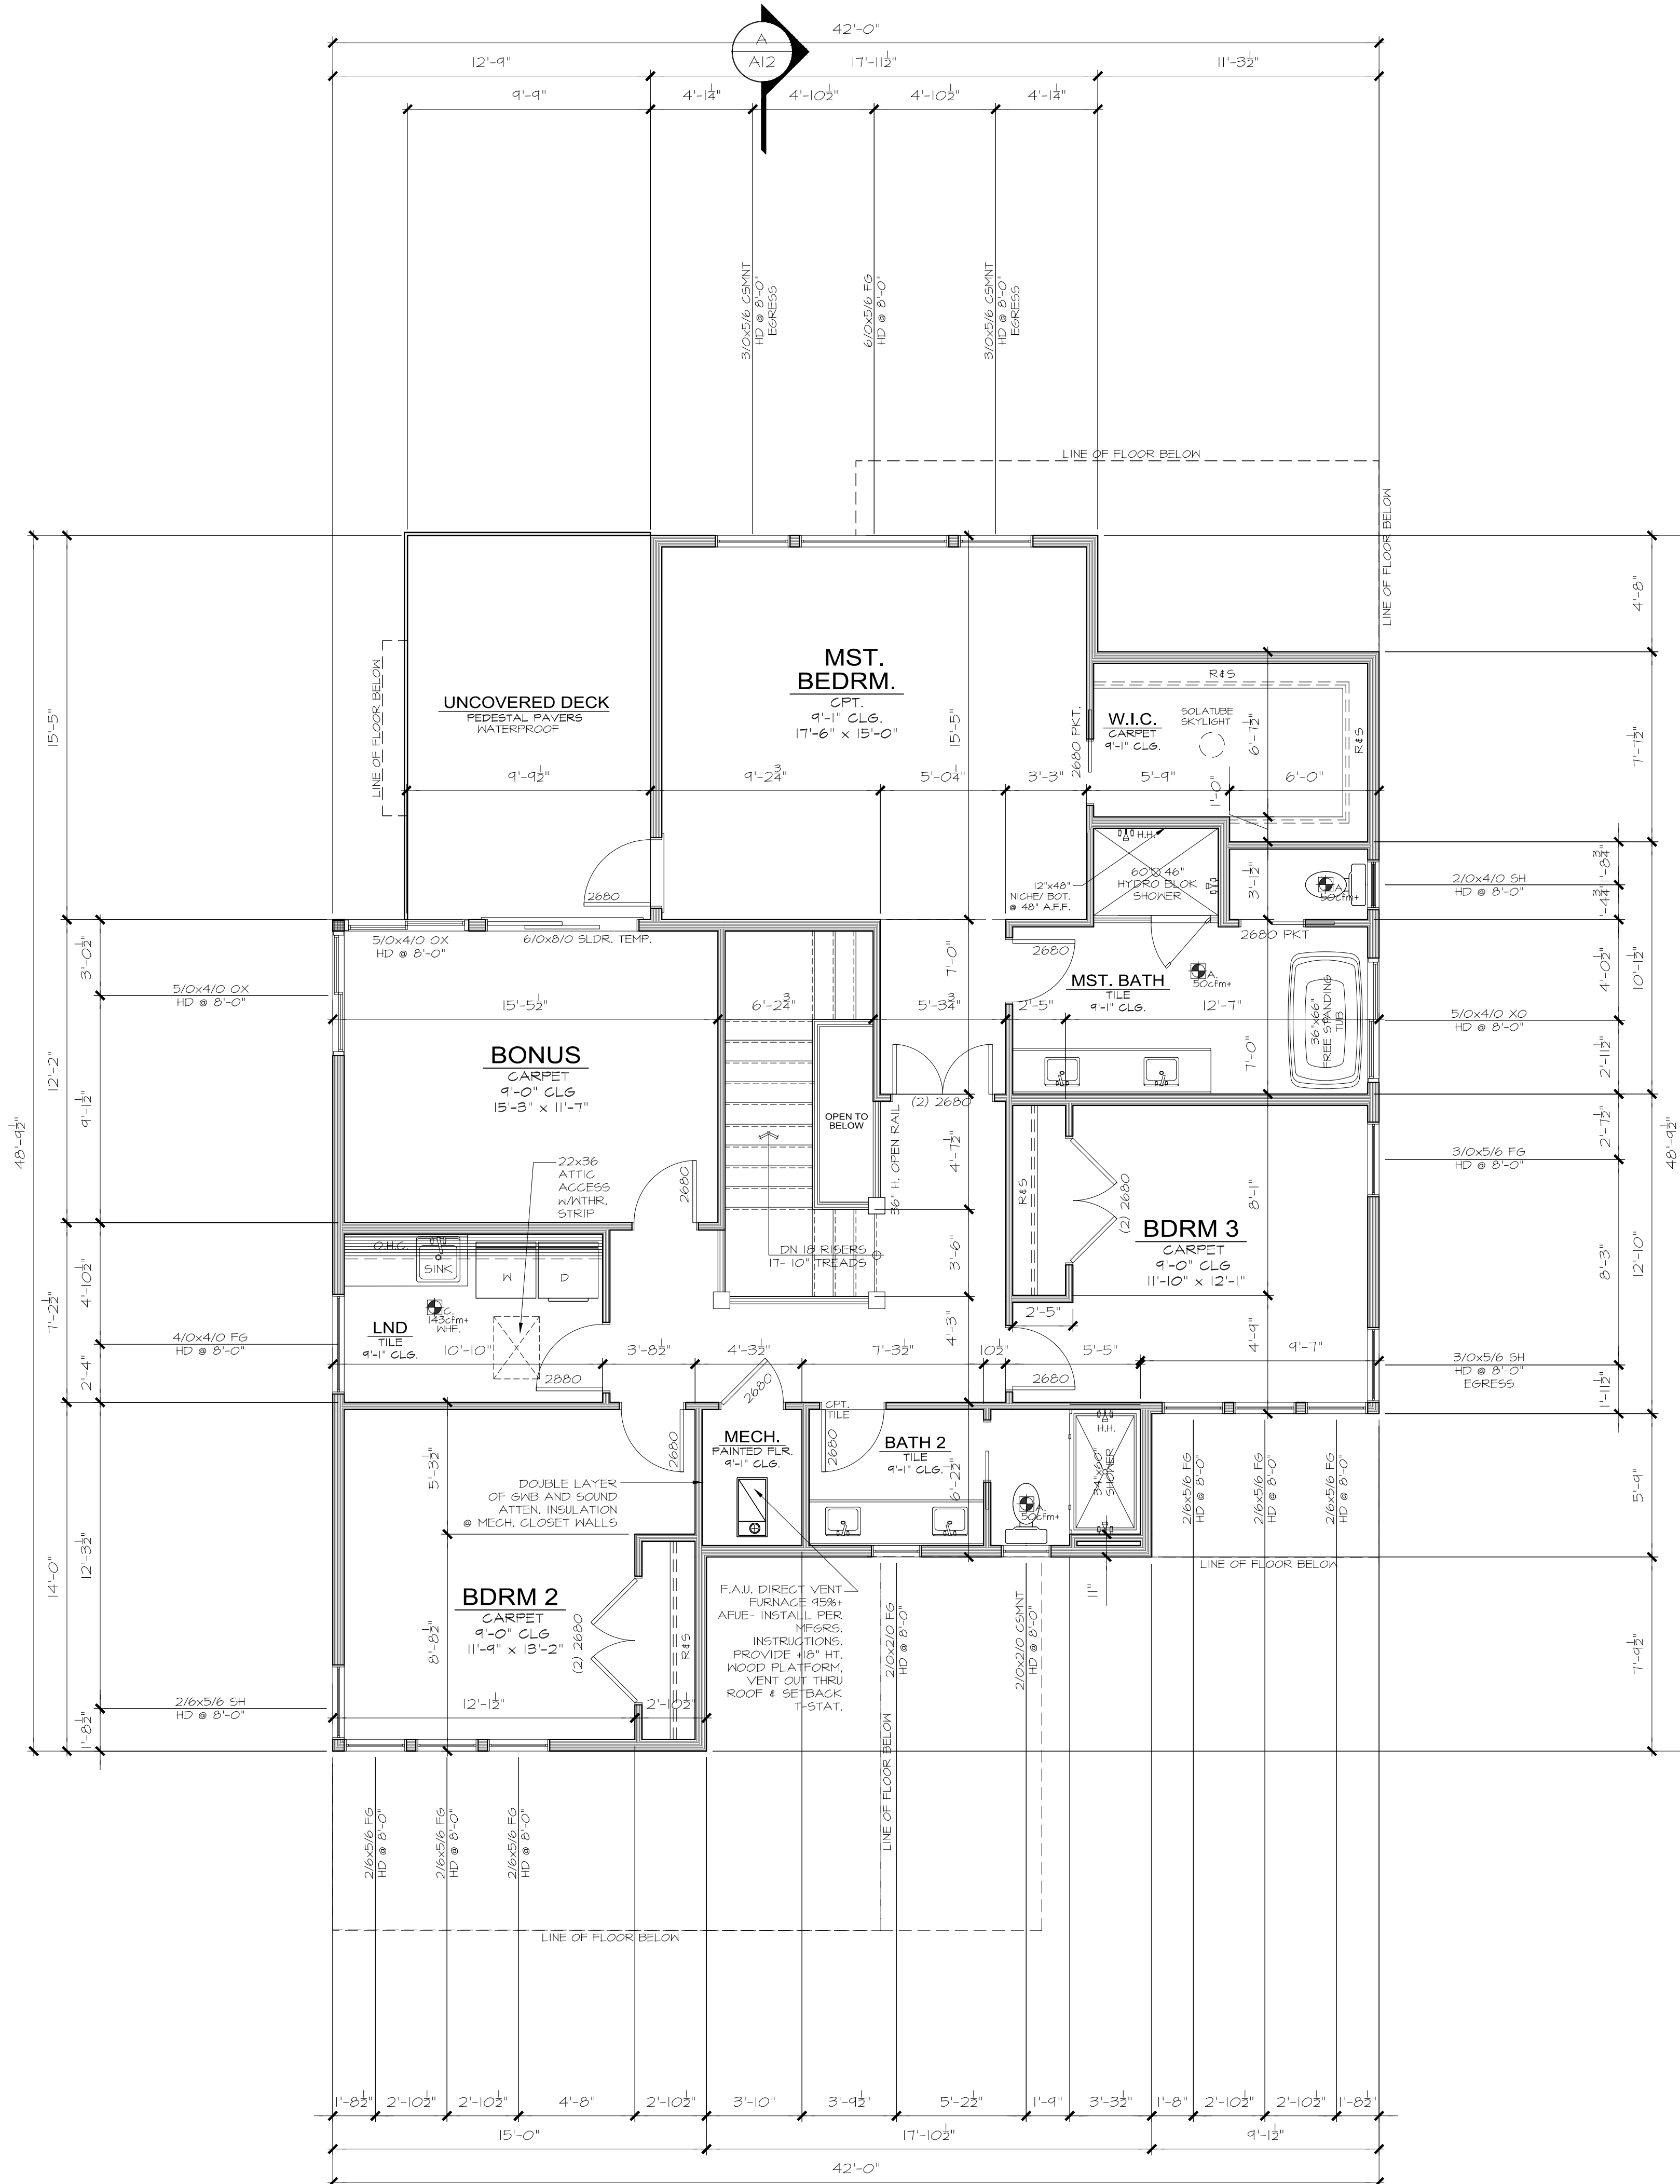 42'-0"
A
A12
12'-9"
17'-11½"
11'-3½"
9'-9"
4'-1¼"
4'-10½"
4'-10½"
4'-1¼"
3/0x5/6 CSMNT
HD @ 8'-0"
EGRESS
6/0x5/6 FG
HD @ 8'-0"
3/0x5/6 CSMNT
HD @ 8'-0"
EGRESS
LINE OF FLOOR BELOW
LINE OF FLOOR BELOW
LINE OF FLOOR BELOW
48'-9½"
15'-5"
12'-2"
7'-2½"
14'-0"
3'-0½"
9'-1½"
4'-10½"
2'-4"
12'-3½"
1'-8½"
5/0x4/0 OX
HD @ 8'-0"
4/0x4/0 FG
HD @ 8'-0"
2/6x5/6 SH
HD @ 8'-0"
UNCOVERED DECK
PEDESTAL PAVERS
WATERPROOF
9'-9½"
2680
MST.
BEDRM.
CPT.
9'-1" CLG.
17'-6" x 15'-0"
15'-5"
9'-2¾"
5'-0¼"
3'-3"
2680 PKT.
R&S
W.I.C.
CARPET
9'-1" CLG.
SOLATUBE
SKYLIGHT
6'-7½"
R&S
5'-9"
1'-0"
6'-0"
H.H.
12"x48"
NICHE/ BOT.
@ 48" A.F.F.
60"x 46"
HYDRO BLOK
SHOWER
3'-1½"
A.
50cfm+
2680 PKT
5/0x4/0 OX
HD @ 8'-0"
6/0x8/0 SLDR. TEMP.
15'-5½"
BONUS
CARPET
9'-0" CLG
15'-3" x 11'-7"
22x36
ATTIC
ACCESS
W/WTHR.
STRIP
2680
6'-2¾"
OPEN TO
BELOW
36" H. OPEN RAIL
DN 18 RISERS
17- 10" TREADS
7'-0"
5'-3¾"
(2) 2680
4'-7½"
3'-6"
4'-3"
2680
MST. BATH
TILE
9'-1" CLG.
A.
50cfm+
2'-5"
12'-7"
7'-0"
36"x66"
FREE STANDING
TUB
R&S
(2) 2680
8'-1"
BDRM 3
CARPET
9'-0" CLG
11'-10" x 12'-1"
2'-5"
4'-9"
O.H.C.
SINK
W
D
LND
TILE
9'-1" CLG.
C.
143cfm+
WHF.
10'-10"
3'-8½"
4'-3½"
7'-3½"
10½"
5'-5"
9'-7"
2880
2680
2680
2680
MECH.
PAINTED FLR.
9'-1" CLG.
CPT.
TILE
2680
BATH 2
TILE
9'-1" CLG.
6'-2½"
A.
50cfm+
H.H.
34"x60"
SHOWER
11"
DOUBLE LAYER
OF GWB AND SOUND
ATTEN. INSULATION
@ MECH. CLOSET WALLS
5'-3½"
8'-8½"
BDRM 2
CARPET
9'-0" CLG
11'-9" x 13'-2"
(2) 2680
R&S
12'-1½"
2'-10½"
F.A.U. DIRECT VENT
FURNACE 95%+
AFUE- INSTALL PER
MFGRS.
INSTRUCTIONS.
PROVIDE +18" HT.
WOOD PLATFORM,
VENT OUT THRU
ROOF & SETBACK
T-STAT.
2/0x2/0 FG
HD @ 8'-0"
2/0x2/0 CSMNT
HD @ 8'-0"
LINE OF FLOOR BELOW
LINE OF FLOOR BELOW
LINE OF FLOOR BELOW
2/6x5/6 FG
HD @ 8'-0"
2/6x5/6 FG
HD @ 8'-0"
2/6x5/6 FG
HD @ 8'-0"
2/6x5/6 FG
HD @ 8'-0"
2/6x5/6 FG
HD @ 8'-0"
2/6x5/6 FG
HD @ 8'-0"
2/0x4/0 SH
HD @ 8'-0"
5/0x4/0 XO
HD @ 8'-0"
3/0x5/6 FG
HD @ 8'-0"
3/0x5/6 SH
HD @ 8'-0"
EGRESS
1'-8¾"
4'-0½"
2'-11½"
2'-7½"
8'-3"
1'-11½"
4'-8"
7'-7½"
10'-1½"
12'-10"
5'-9"
7'-9½"
48'-9½"
1'-8½"
2'-10½"
2'-10½"
4'-8"
2'-10½"
3'-10"
3'-9½"
5'-2½"
1'-9"
3'-3½"
1'-8"
2'-10½"
2'-10½"
1'-8½"
15'-0"
17'-10½"
9'-1½"
42'-0"